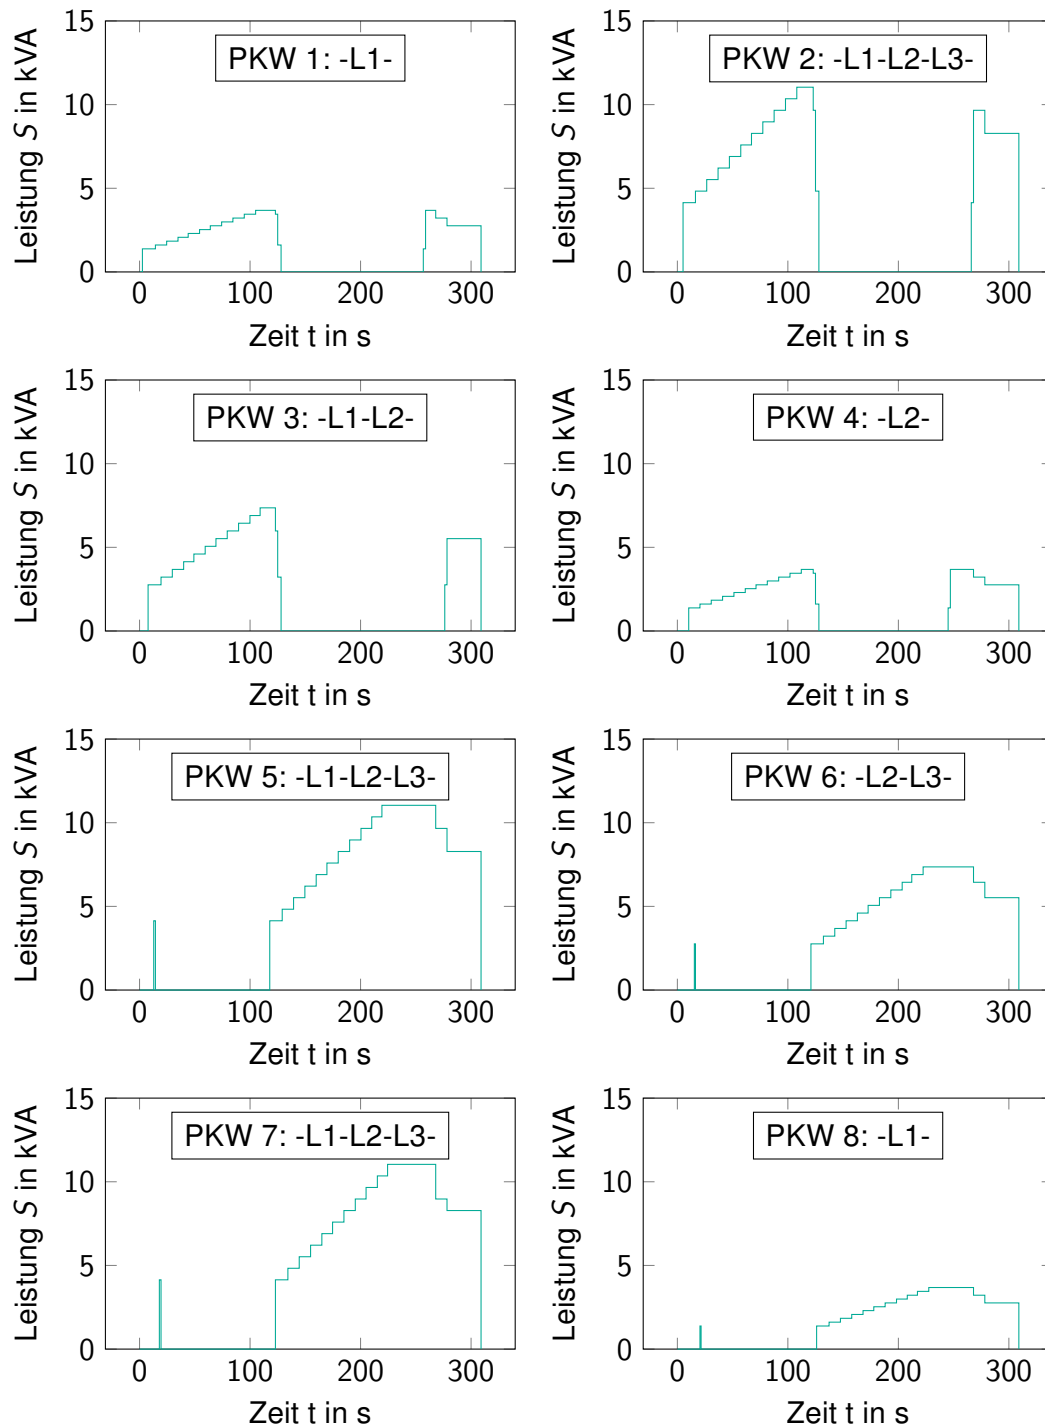 Leistung S in kVA
15
10
5
0
PKW 1: -L1-
0 100 200 300
Zeit t in s
Leistung S in kVA
15
10
5
0
PKW 2: -L1-L2-L3-
0 100 200 300
Zeit t in s
Leistung S in kVA
15
10
5
0
PKW 3: -L1-L2-
0 100 200 300
Zeit t in s
Leistung S in kVA
15
10
5
0
PKW 4: -L2-
0 100 200 300
Zeit t in s
Leistung S in kVA
15
10
5
0
PKW 5: -L1-L2-L3-
0 100 200 300
Zeit t in s
Leistung S in kVA
15
10
5
0
PKW 6: -L2-L3-
0 100 200 300
Zeit t in s
Leistung S in kVA
15
10
5
0
PKW 7: -L1-L2-L3-
0 100 200 300
Zeit t in s
Leistung S in kVA
15
10
5
0
PKW 8: -L1-
0 100 200 300
Zeit t in s